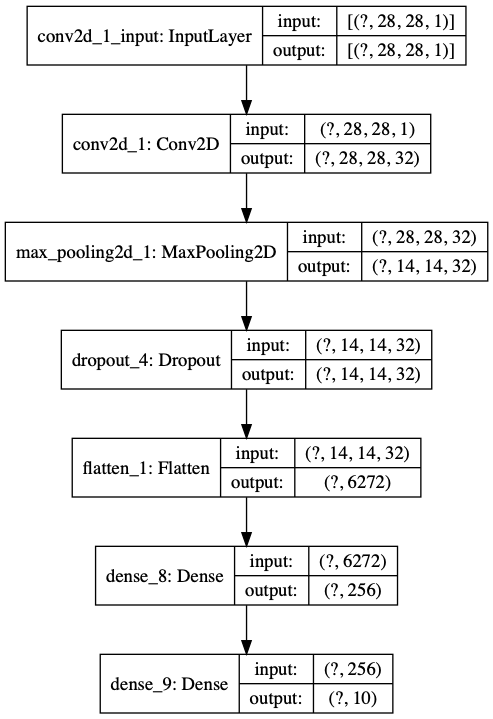 conv2d_1_input: InputLayer
input: [(?, 28, 28, 1)]
output: [(?, 28, 28, 1)]
conv2d_1: Conv2D
input: (?, 28, 28, 1)
output: (?, 28, 28, 32)
max_pooling2d_1: MaxPooling2D
input: (?, 28, 28, 32)
output: (?, 14, 14, 32)
dropout_4: Dropout
input: (?, 14, 14, 32)
output: (?, 14, 14, 32)
flatten_1: Flatten
input: (?, 14, 14, 32)
output: (?, 6272)
dense_8: Dense
input: (?, 6272)
output: (?, 256)
dense_9: Dense
input: (?, 256)
output: (?, 10)